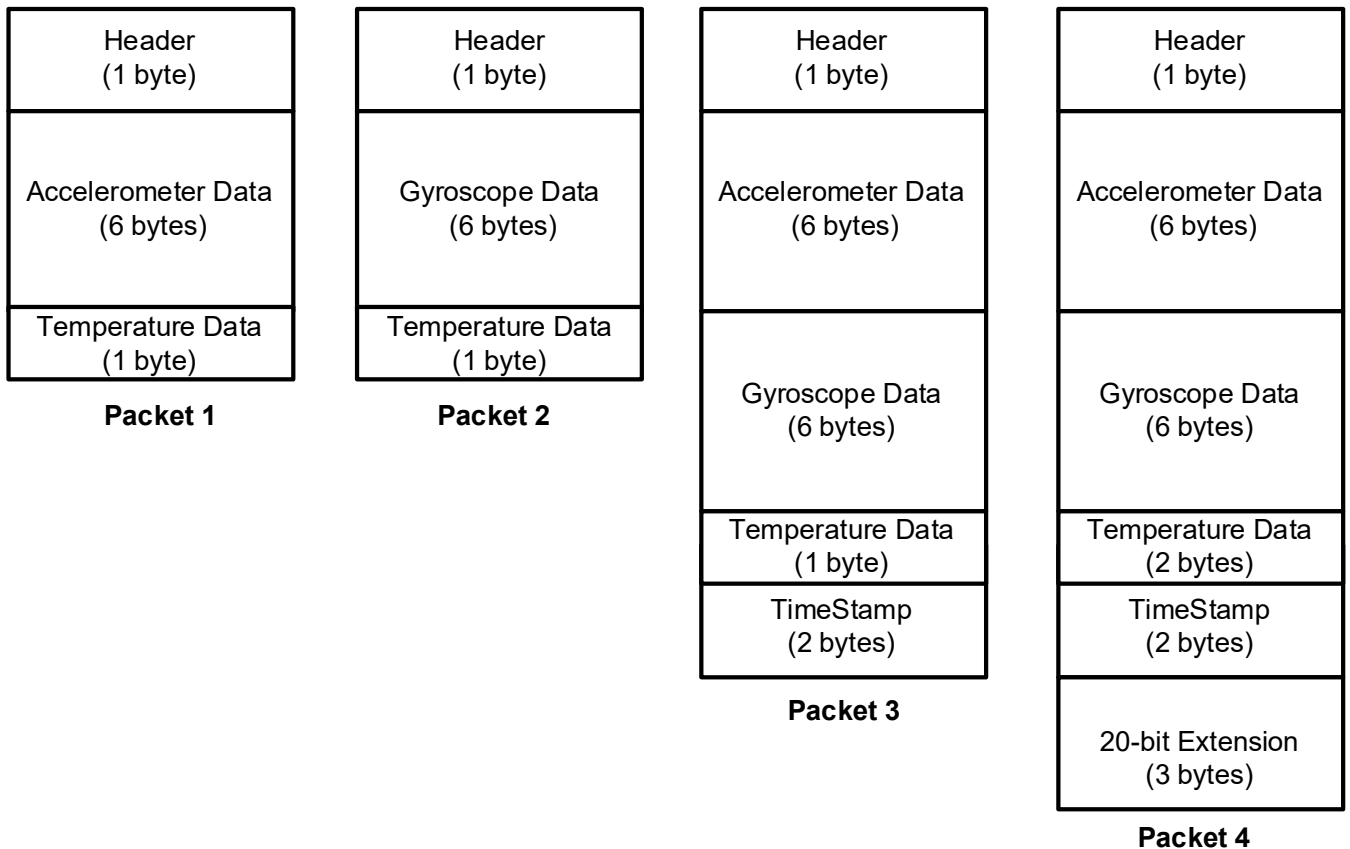 Header
(1 byte)
Accelerometer Data
(6 bytes)
Temperature Data
(1 byte)
Packet 1
Header
(1 byte)
Gyroscope Data
(6 bytes)
Temperature Data
(1 byte)
Packet 2
Header
(1 byte)
Accelerometer Data
(6 bytes)
Gyroscope Data
(6 bytes)
Temperature Data
(1 byte)
TimeStamp
(2 bytes)
Packet 3
Header
(1 byte)
Accelerometer Data
(6 bytes)
Gyroscope Data
(6 bytes)
Temperature Data
(2 bytes)
TimeStamp
(2 bytes)
20-bit Extension
(3 bytes)
Packet 4